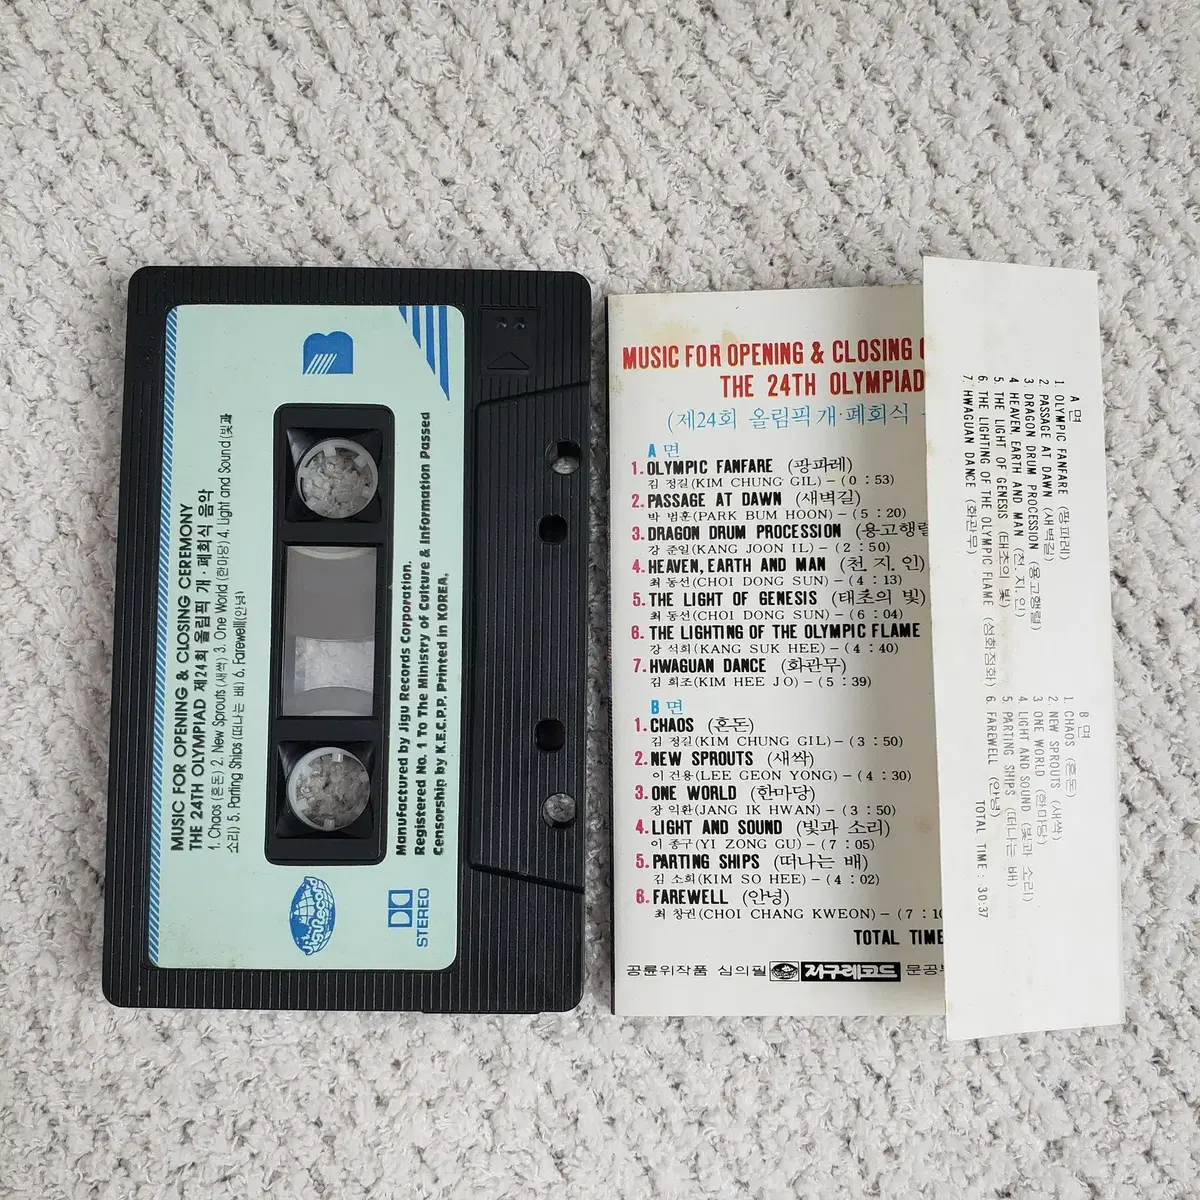 B
MUSIC FOR OPENING & CLOSING CEREMONY
THE 24TH OLYMPIAD 제24회 올림픽 개·폐회식 음악
1. Chaos (혼돈) 2. New Sprouts (새싹) 3. One World (한마당) 4. Light and Sound (빛과
소리) 5. Parting Ships (떠나는 배) 6. Farewell(안녕)
Manufactured by Jigu Records Corporation.
Registered No. 1 To The Ministry of Culture & Information Passed
Censorship by K.E.C.P.P. Printed in KOREA.
Jigu Record
STEREO
MUSIC FOR OPENING & CLOSING
THE 24TH OLYMPIAD
(제24회 올림픽 개·폐회식
A 면
1. OLYMPIC FANFARE (팡파레)
김 정길(KIM CHUNG GIL)-(0 : 53)
2. PASSAGE AT DAWN (새벽길)
박 범훈(PARK BUM HOON)-(5 : 20)
3. DRAGON DRUM PROCESSION (용고행렬
강 준일(KANG JOON IL)-(2 : 50)
4. HEAVEN, EARTH AND MAN (천. 지. 인)
최 동선(CHOI DONG SUN)-(4 : 13)
5. THE LIGHT OF GENESIS (태초의 빛)
최 동선(CHOI DONG SUN)-(6 : 04)
6. THE LIGHTING OF THE OLYMPIC FLAME
강 석희(KANG SUK HEE)-(4 : 40)
7. HWAGUAN DANCE (화관무)
김 희조(KIM HEE JO)-(5 : 39)
B 면
1. CHAOS (혼돈)
김 정길(KIM CHUNG GIL)-(3 : 50)
2. NEW SPROUTS (새싹)
이 건용(LEE GEON YONG)-(4 : 30)
3. ONE WORLD (한마당)
장 익환(JANG IK HWAN)-(3 : 50)
4. LIGHT AND SOUND (빛과 소리)
이 종구(YI ZONG GU)-(7 : 05)
5. PARTING SHIPS (떠나는 배)
김 소희(KIM SO HEE)-(4 : 02)
6. FAREWELL (안녕)
최 창권(CHOI CHANG KWEON)-(7 : 10
TOTAL TIME
공륜위작품 심의필 지구레코드 문공부
A 면
1. OLYMPIC FANFARE (팡파레)
2. PASSAGE AT DAWN (새벽길)
3. DRAGON DRUM PROCESSION (용고행렬)
4. HEAVEN EARTH AND MAN (천. 지. 인)
5. THE LIGHT OF GENESIS (태초의 빛)
6. THE LIGHTING OF THE OLYMPIC FLAME (성화점화)
7. HWAGUAN DANCE (화관무)
B 면
1. CHAOS (혼돈)
2. NEW SPROUTS (새싹)
3. ONE WORLD (한마당)
4. LIGHT AND SOUND (빛과 소리)
5. PARTING SHIPS (떠나는 배)
6. FAREWELL (안녕)
TOTAL TIME : 30:37